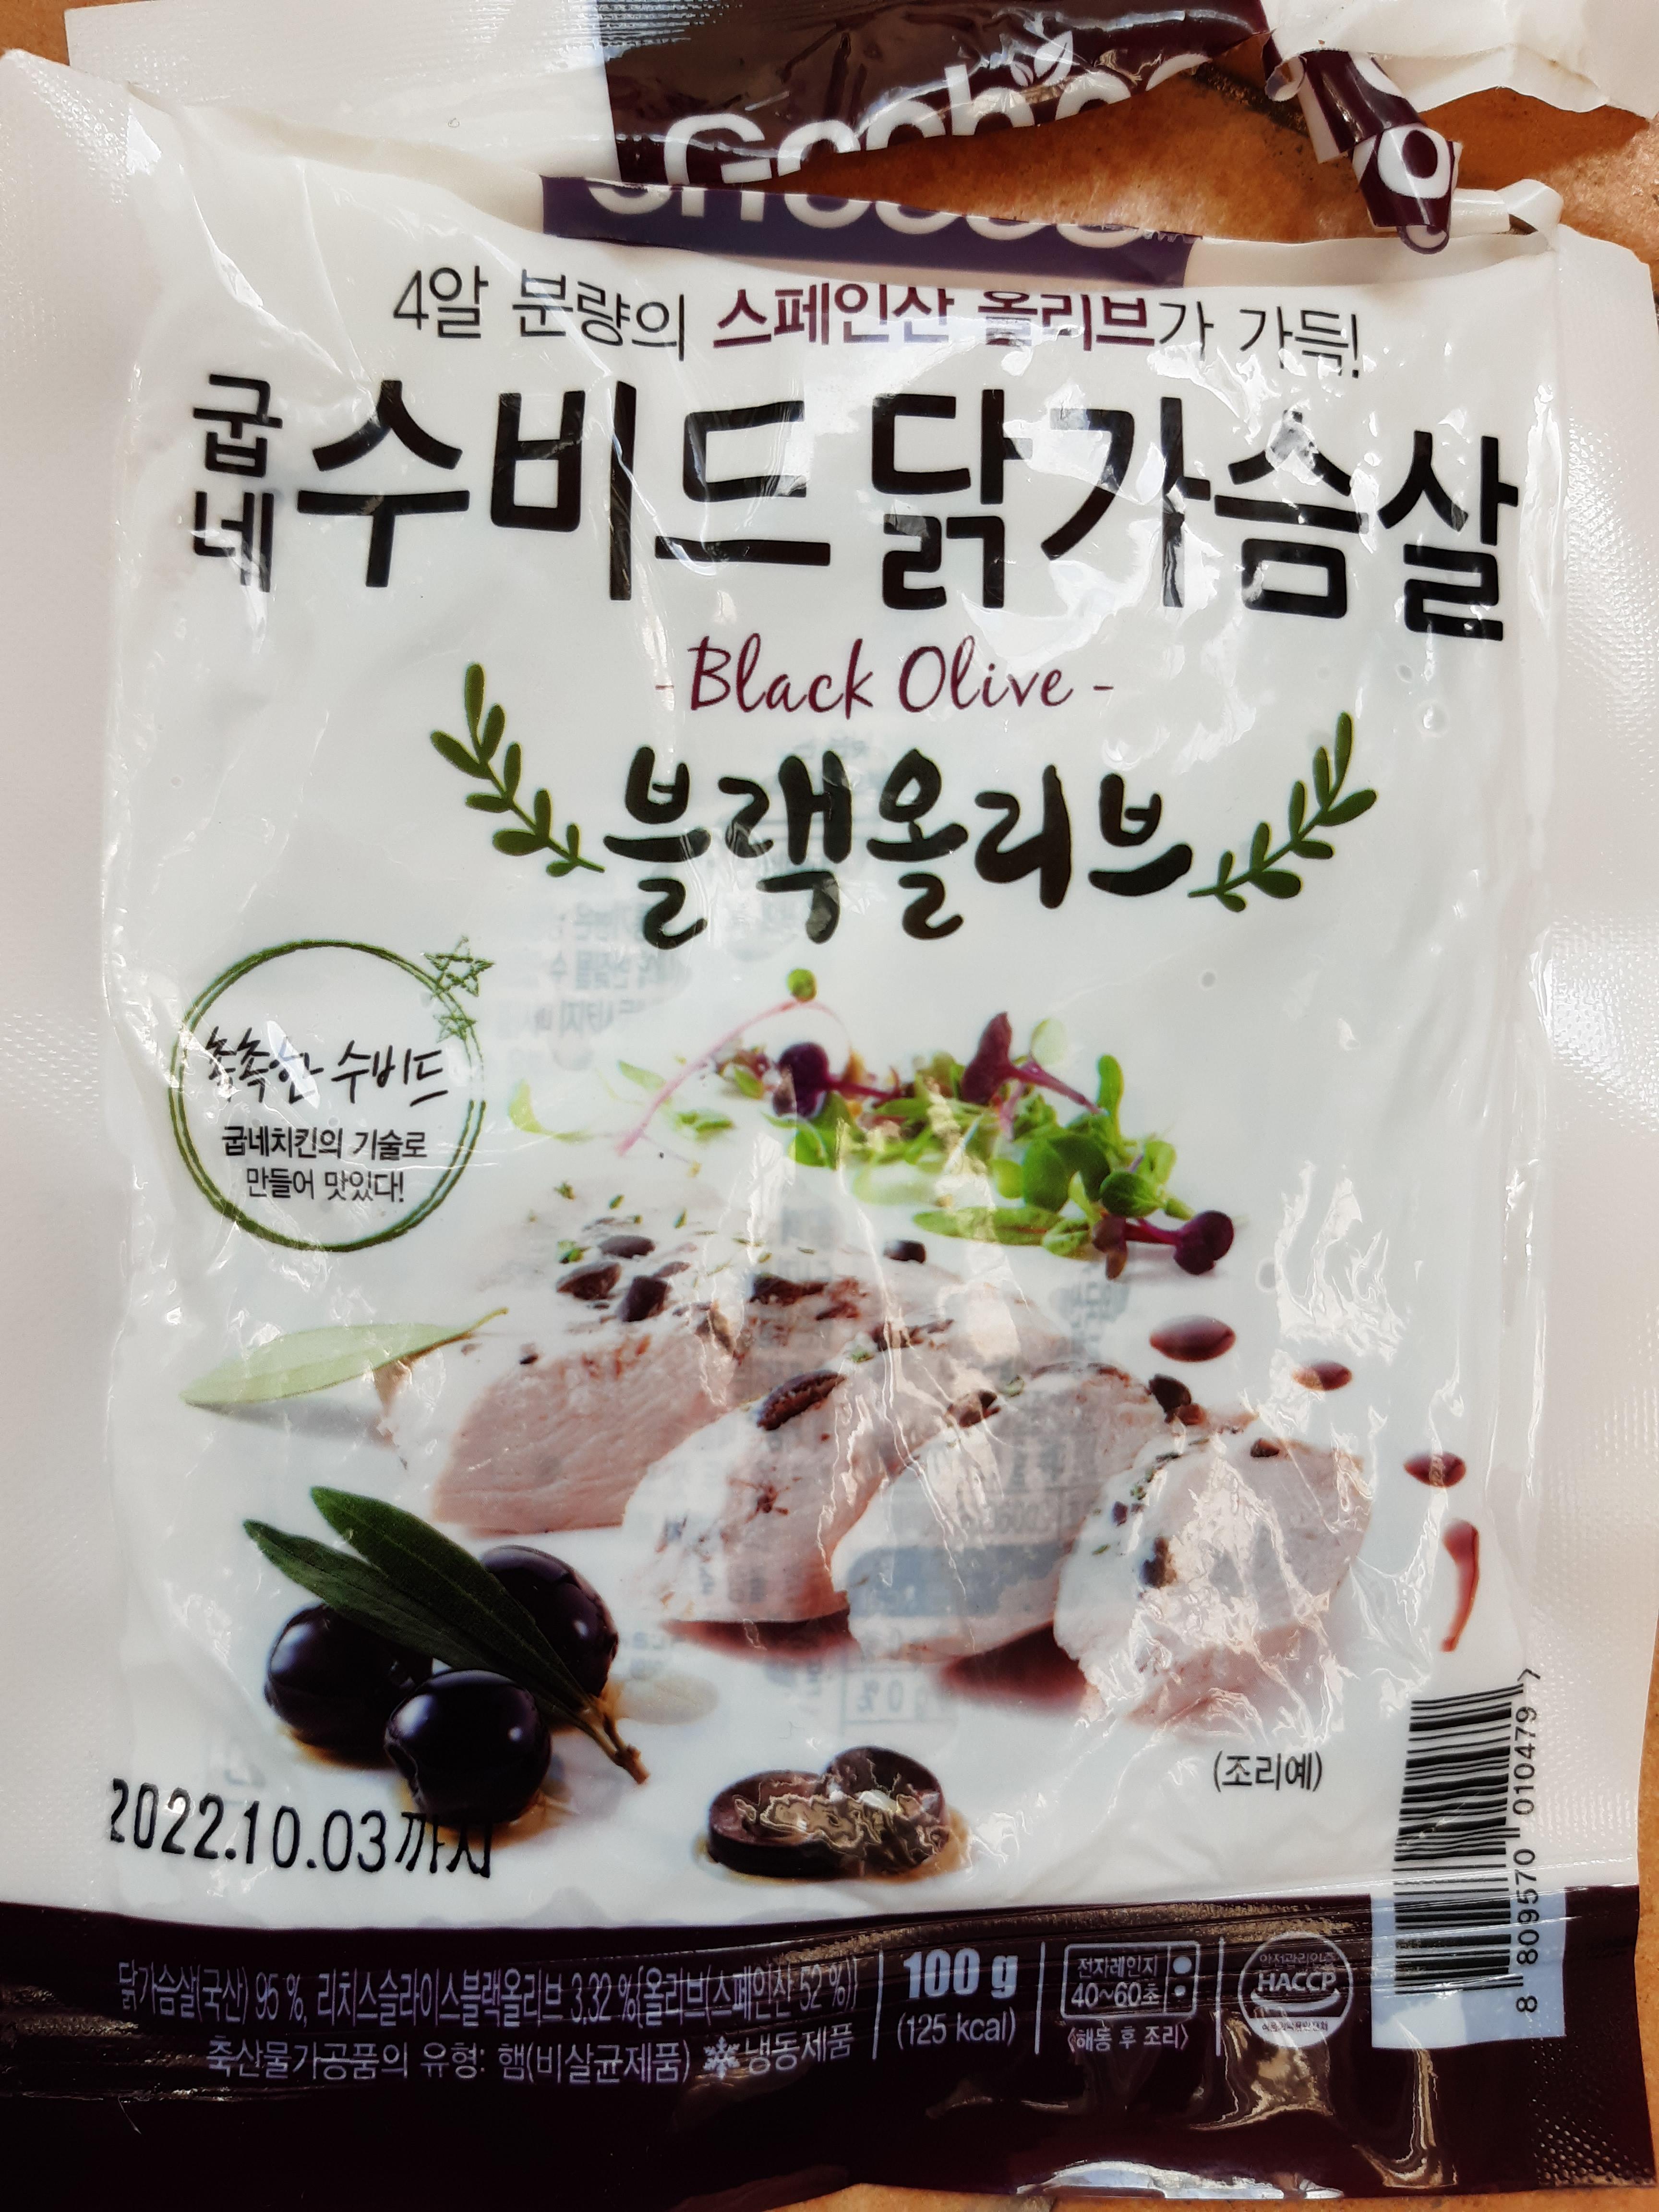 4알 분량의 스페인산 올리브가 가득!
굽네 수비드 닭가슴살
- Black Olive -
블랙올리브
촉촉한 수비드
굽네치킨의 기술로
만들어 맛있다!
(조리예)
2022.10.03까지
8 809570 010479
닭가슴살(국산) 95 %, 리치스슬라이스블랙올리브 3.32 %{올리브(스페인산 52 %)}
축산물가공품의 유형: 햄(비살균제품) 냉동제품
100 g
(125 kcal)
전자레인지
40~60초
<해동 후 조리>
안전관리인증
HACCP